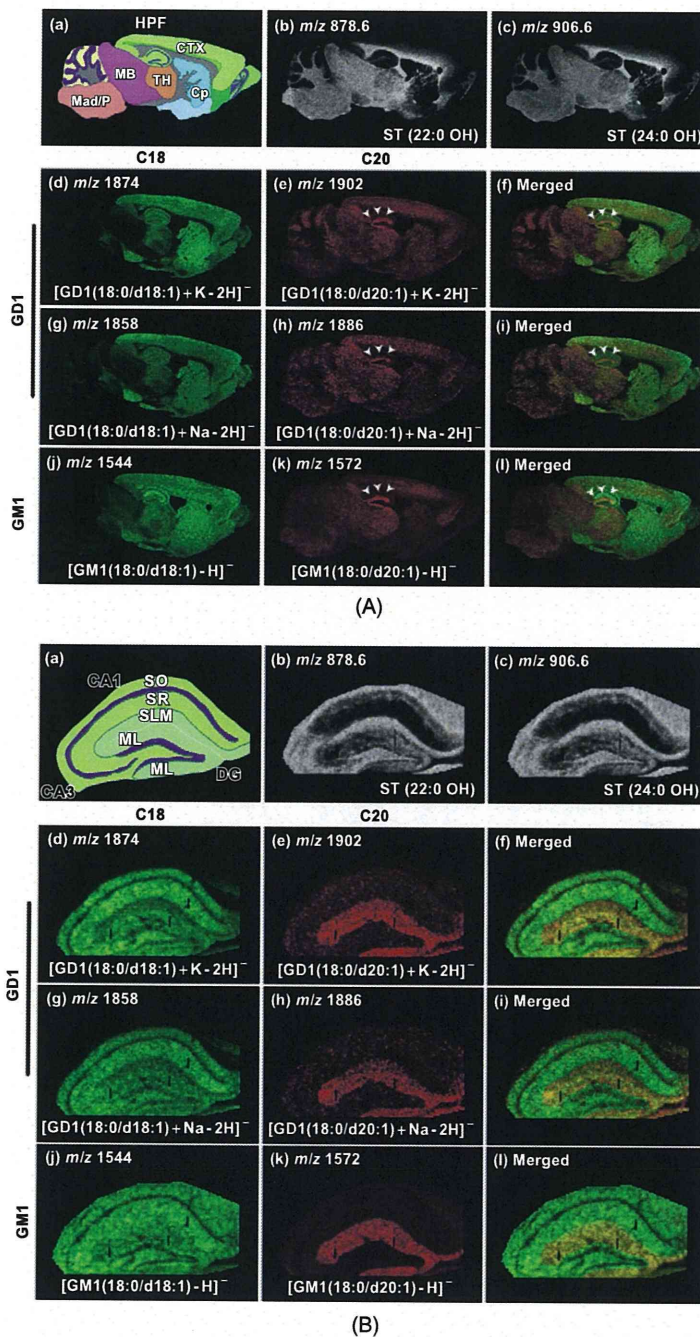 (a)
HPF
CTX
MB
TH
Cp
Mad/P
(b) m/z 878.6
ST (22:0 OH)
(c) m/z 906.6
ST (24:0 OH)
C18
C20
GD1
(d) m/z 1874
[GD1(18:0/d18:1)+K-2H]⁻
(e) m/z 1902
[GD1(18:0/d20:1)+K-2H]⁻
(f) Merged
(g) m/z 1858
[GD1(18:0/d18:1)+Na-2H]⁻
(h) m/z 1886
[GD1(18:0/d20:1)+Na-2H]⁻
(i) Merged
GM1
(j) m/z 1544
[GM1(18:0/d18:1)-H]⁻
(k) m/z 1572
[GM1(18:0/d20:1)-H]⁻
(l) Merged
(A)
(a)
CA1
SO
SR
SLM
ML
ML
DG
CA3
(b) m/z 878.6
ST (22:0 OH)
(c) m/z 906.6
ST (24:0 OH)
C18
C20
GD1
(d) m/z 1874
[GD1(18:0/d18:1)+K-2H]⁻
(e) m/z 1902
[GD1(18:0/d20:1)+K-2H]⁻
(f) Merged
(g) m/z 1858
[GD1(18:0/d18:1)+Na-2H]⁻
(h) m/z 1886
[GD1(18:0/d20:1)+Na-2H]⁻
(i) Merged
GM1
(j) m/z 1544
[GM1(18:0/d18:1)-H]⁻
(k) m/z 1572
[GM1(18:0/d20:1)-H]⁻
(l) Merged
(B)